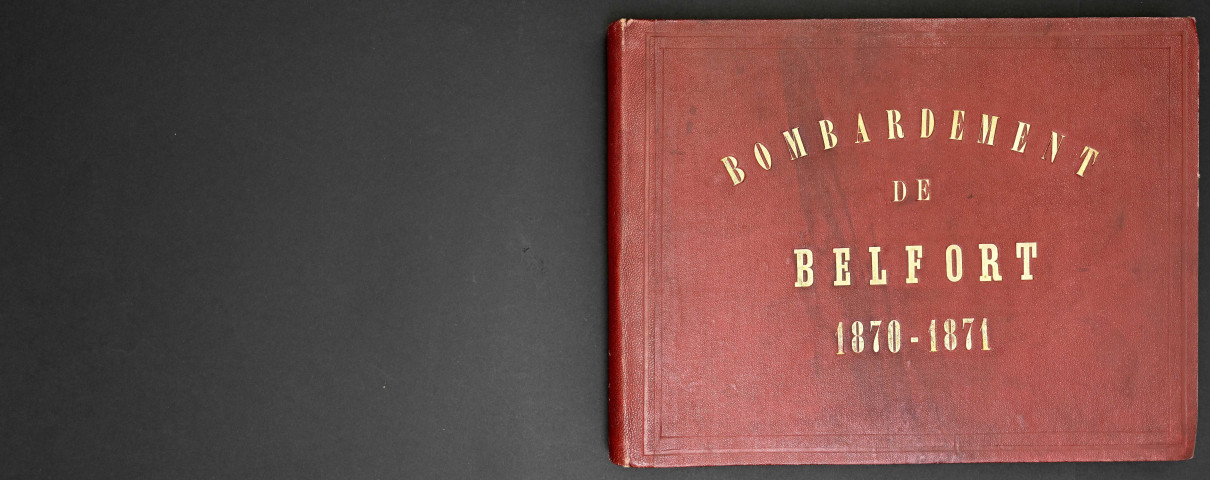 BOMBARDEMENT
DE
BELFORT
1870-1871